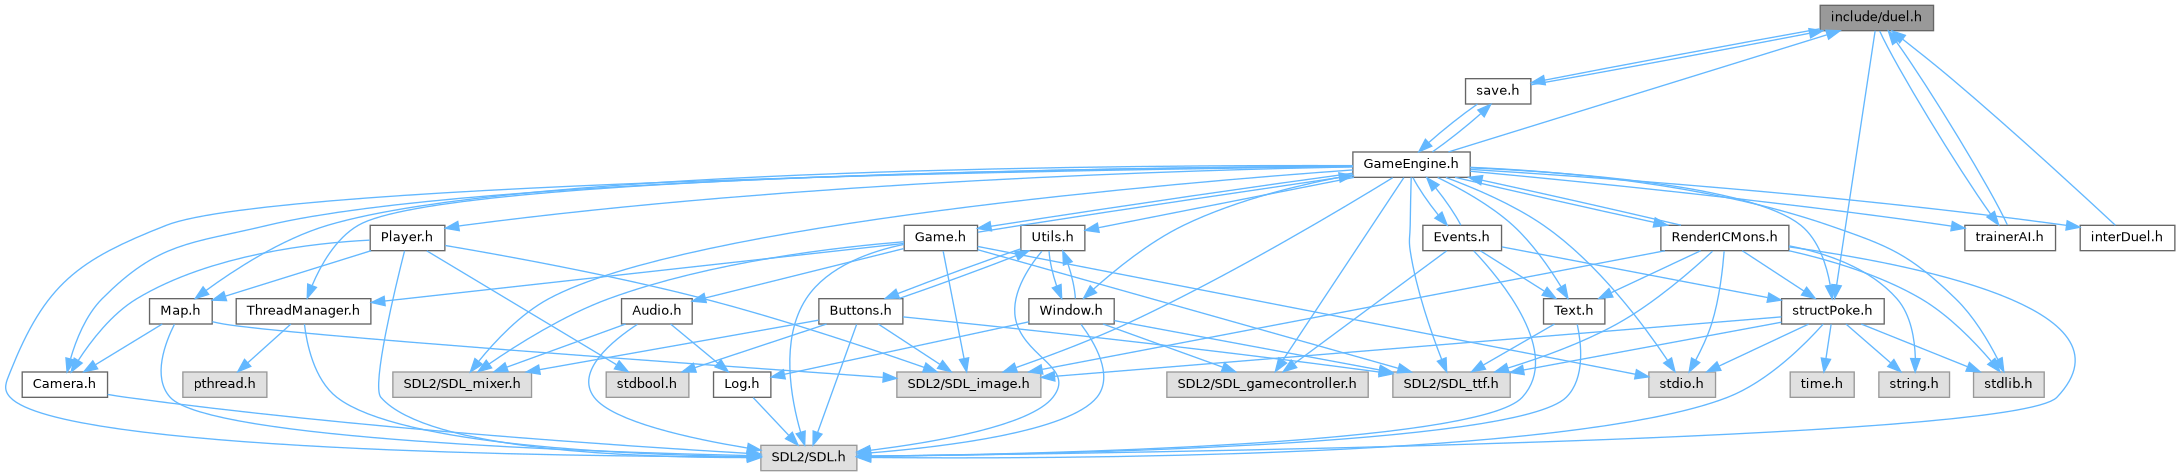 include/duel.h
save.h
GameEngine.h
Player.h
Game.h
Utils.h
Events.h
RenderICMons.h
trainerAI.h
interDuel.h
Map.h
ThreadManager.h
Audio.h
Buttons.h
Window.h
Text.h
structPoke.h
Camera.h
pthread.h
SDL2/SDL_mixer.h
stdbool.h
Log.h
SDL2/SDL_image.h
SDL2/SDL_gamecontroller.h
SDL2/SDL_ttf.h
stdio.h
time.h
string.h
stdlib.h
SDL2/SDL.h